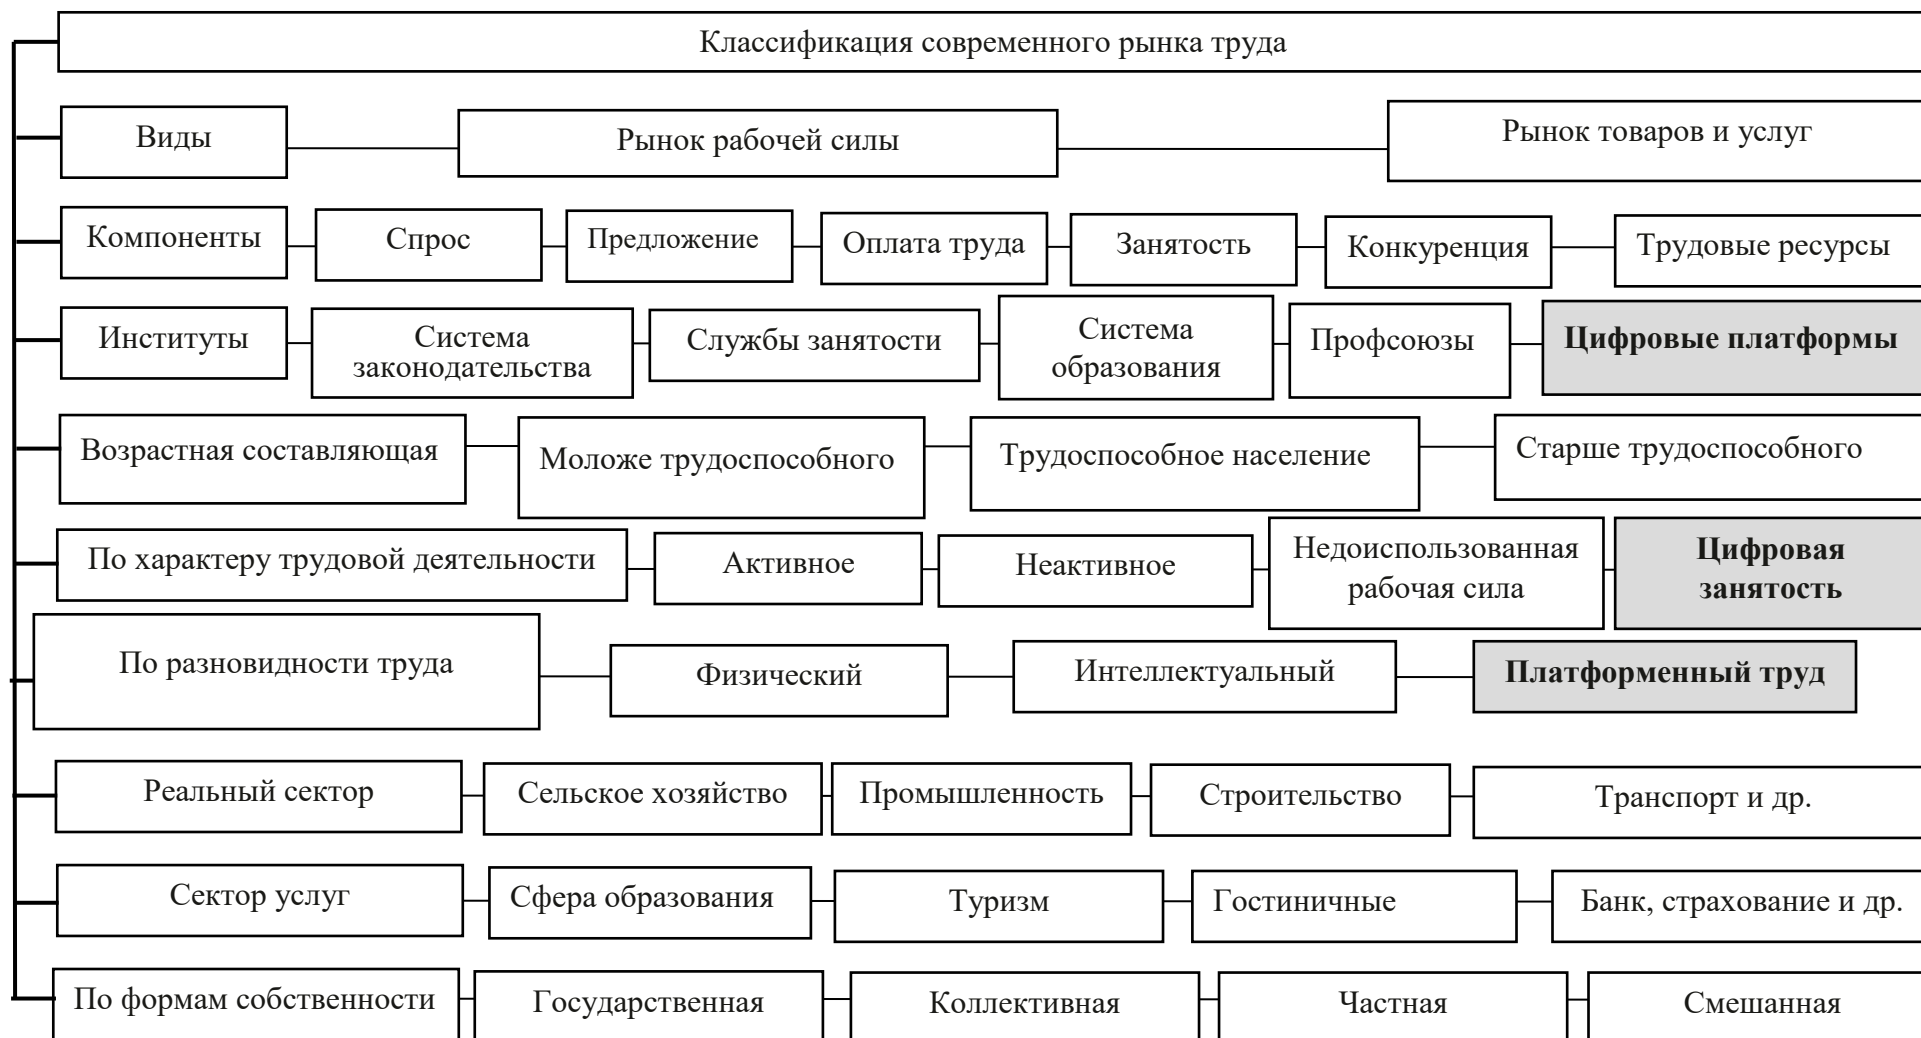 Классификация современного рынка труда
Виды
Рынок рабочей силы
Рынок товаров и услуг
Компоненты
Спрос
Предложение
Оплата труда
Занятость
Конкуренция
Трудовые ресурсы
Институты
Система
законодательства
Службы занятости
Система
образования
Профсоюзы
Цифровые платформы
Возрастная составляющая
Моложе трудоспособного
Трудоспособное население
Старше трудоспособного
По характеру трудовой деятельности
Активное
Неактивное
Недоиспользованная
рабочая сила
Цифровая
занятость
По разновидности труда
Физический
Интеллектуальный
Платформенный труд
Реальный сектор
Сельское хозяйство
Промышленность
Строительство
Транспорт и др.
Сектор услуг
Сфера образования
Туризм
Гостиничные
Банк, страхование и др.
По формам собственности
Государственная
Коллективная
Частная
Смешанная